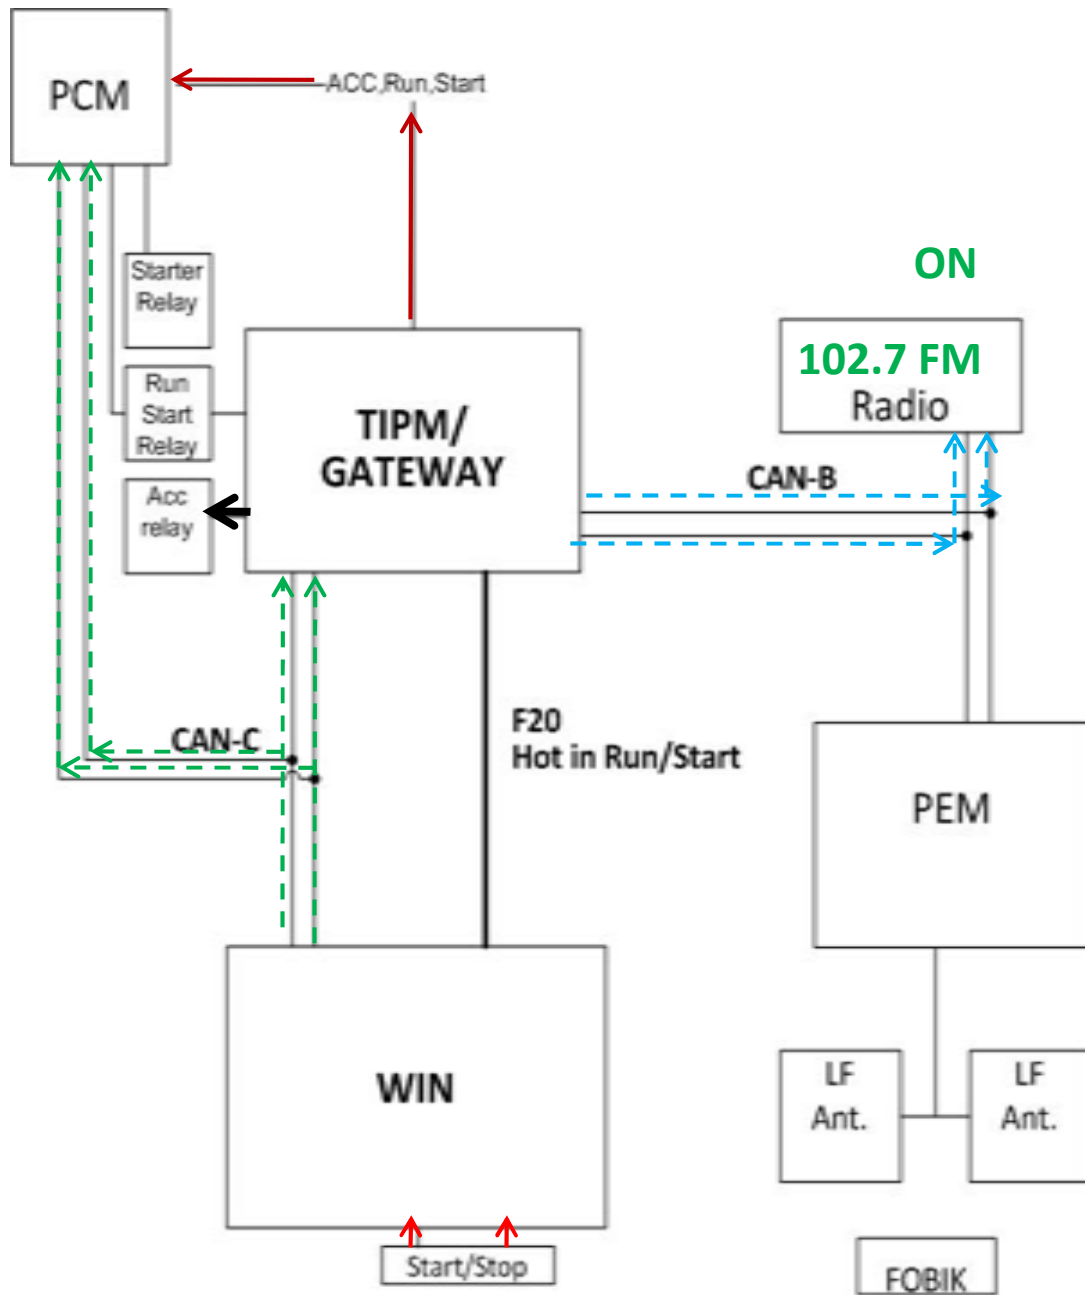 PCM
ACC,Run,Start
Starter
Relay
ON
102.7 FM
Radio
Run
Start
Relay
TIPM/
GATEWAY
CAN-B
Acc
relay
F20
Hot in Run/Start
CAN-C
PEM
WIN
LF
Ant.
LF
Ant.
Start/Stop
FOBIK